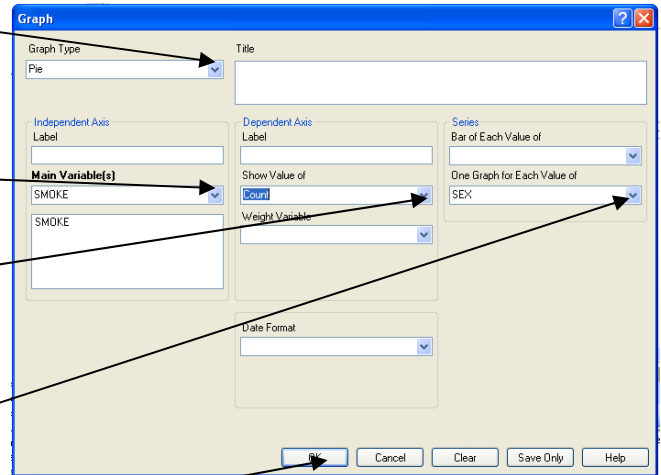 Graph
Graph Type
Title
Pie
Independent Axis
Dependent Axis
Series
Label
Label
Bar of Each Value of
Main Variable(s)
Show Value of
One Graph for Each Value of
SMOKE
Count
SEX
SMOKE
Weight Variable
Date Format
OK
Cancel
Clear
Save Only
Help